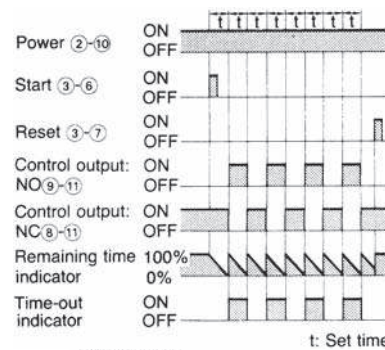 t t t t t t t t
Power ②-⑩ ON
OFF
Start ③-⑥ ON
OFF
Reset ③-⑦ ON
OFF
Control output: ON
NO⑨-⑪ OFF
Control output: ON
NC⑧-⑪ OFF
Remaining time 100%
indicator 0%
Time-out ON
indicator OFF
t: Set time